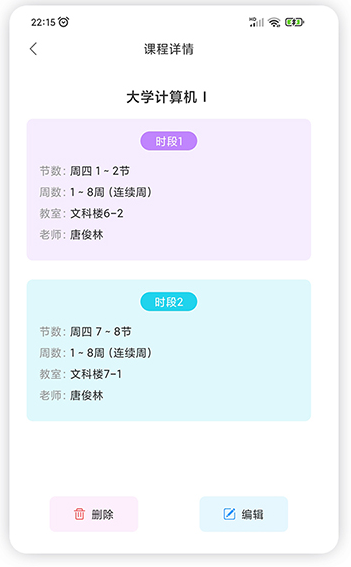 22:15
HD
课程详情
大学计算机 I
时段1
节数：周四 1 ~ 2节
周数：1 ~ 8周 (连续周)
教室：文科楼6-2
老师：唐俊林
时段2
节数：周四 7 ~ 8节
周数：1 ~ 8周 (连续周)
教室：文科楼7-1
老师：唐俊林
删除
编辑